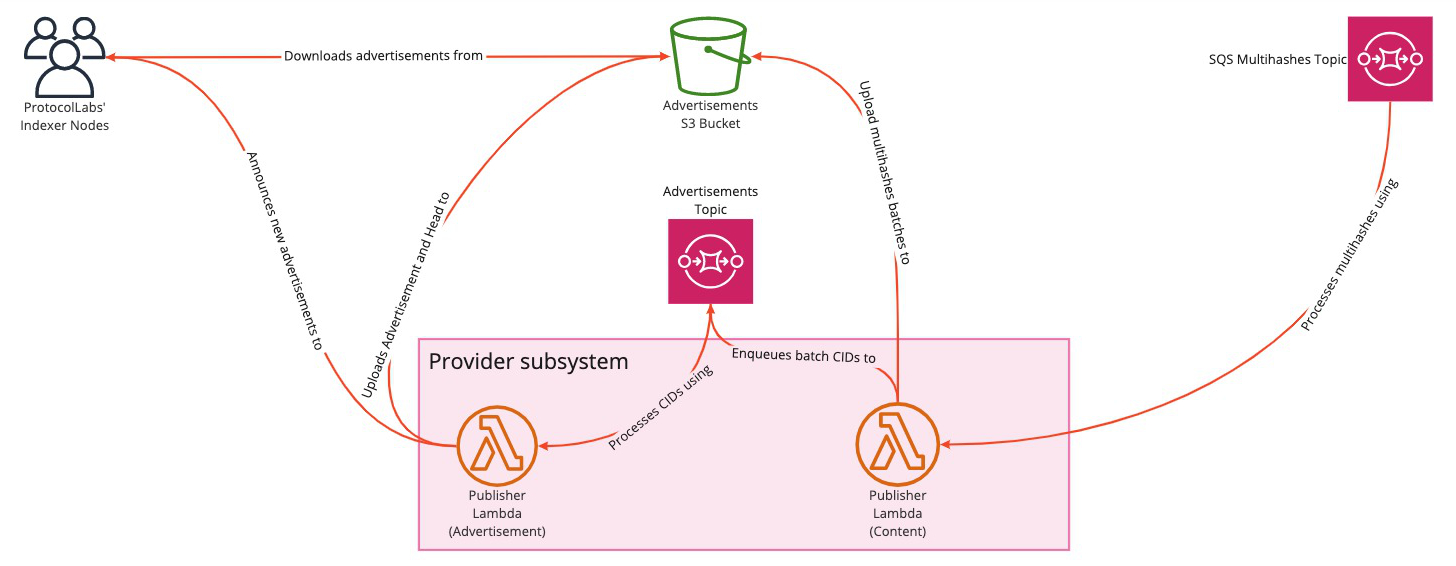 Downloads advertisements from
SQS Multihashes Topic
ProtocolLabs'
Indexer Nodes
Advertisements
S3 Bucket
Upload multihashes batches to
Announces new advertisements to
Uploads Advertisement and Head to
Advertisements
Topic
Processes multihashes using
Provider subsystem
Enqueues batch CIDs to
Processes CIDs using
Publisher
Lambda
(Advertisement)
Publisher
Lambda
(Content)